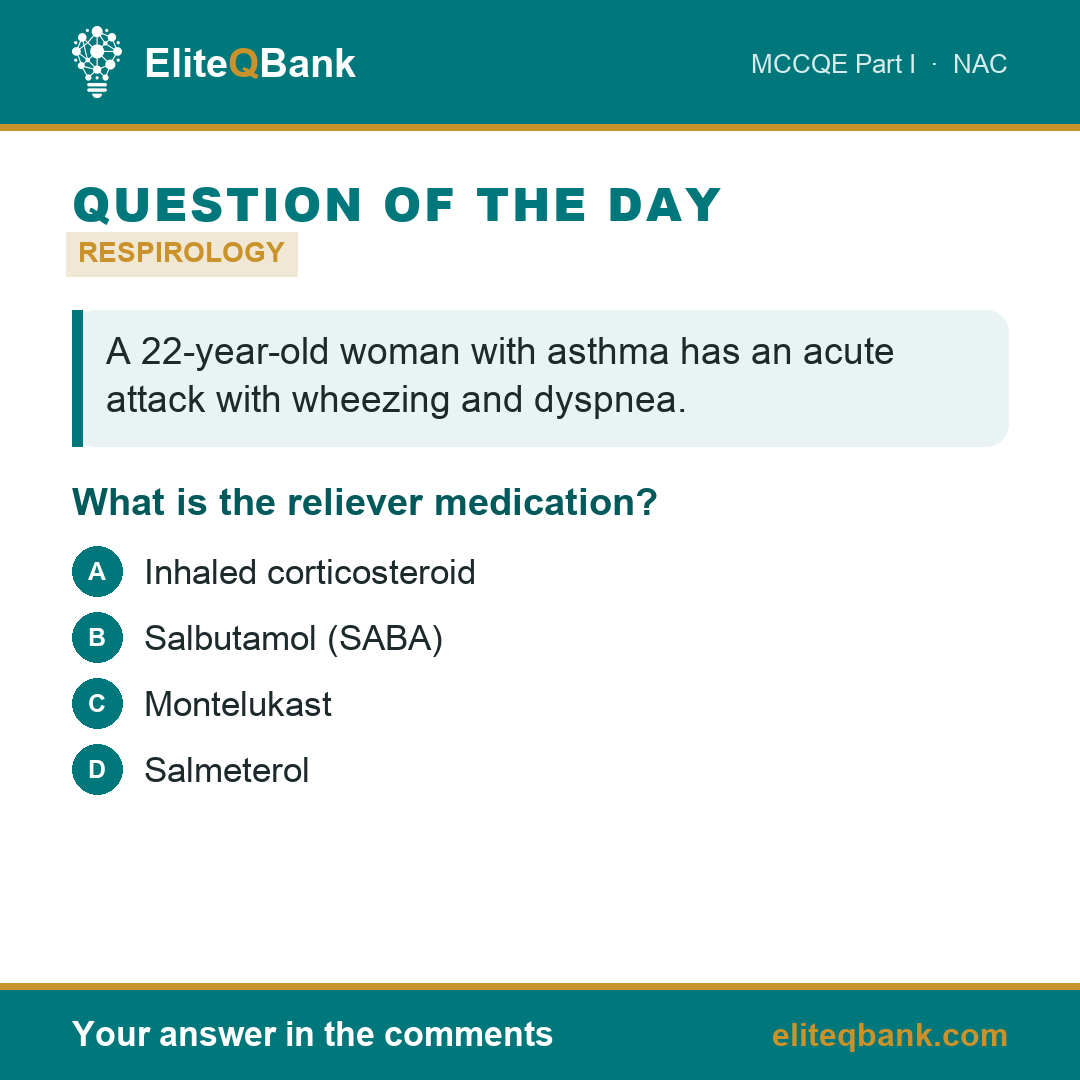 EliteQBank
MCCQE Part I · NAC
QUESTION OF THE DAY
RESPIROLOGY
A 22-year-old woman with asthma has an acute
attack with wheezing and dyspnea.
What is the reliever medication?
A Inhaled corticosteroid
B Salbutamol (SABA)
C Montelukast
D Salmeterol
Your answer in the comments
eliteqbank.com